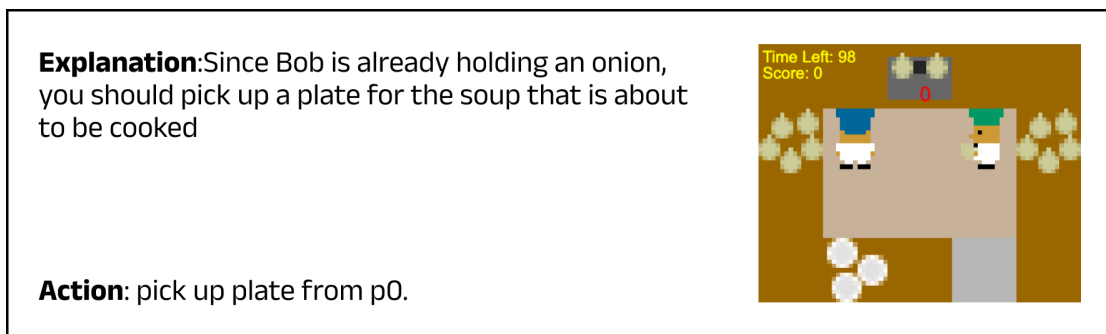 Explanation:Since Bob is already holding an onion,
you should pick up a plate for the soup that is about
to be cooked
Action: pick up plate from p0.
Time Left: 98
Score: 0
0